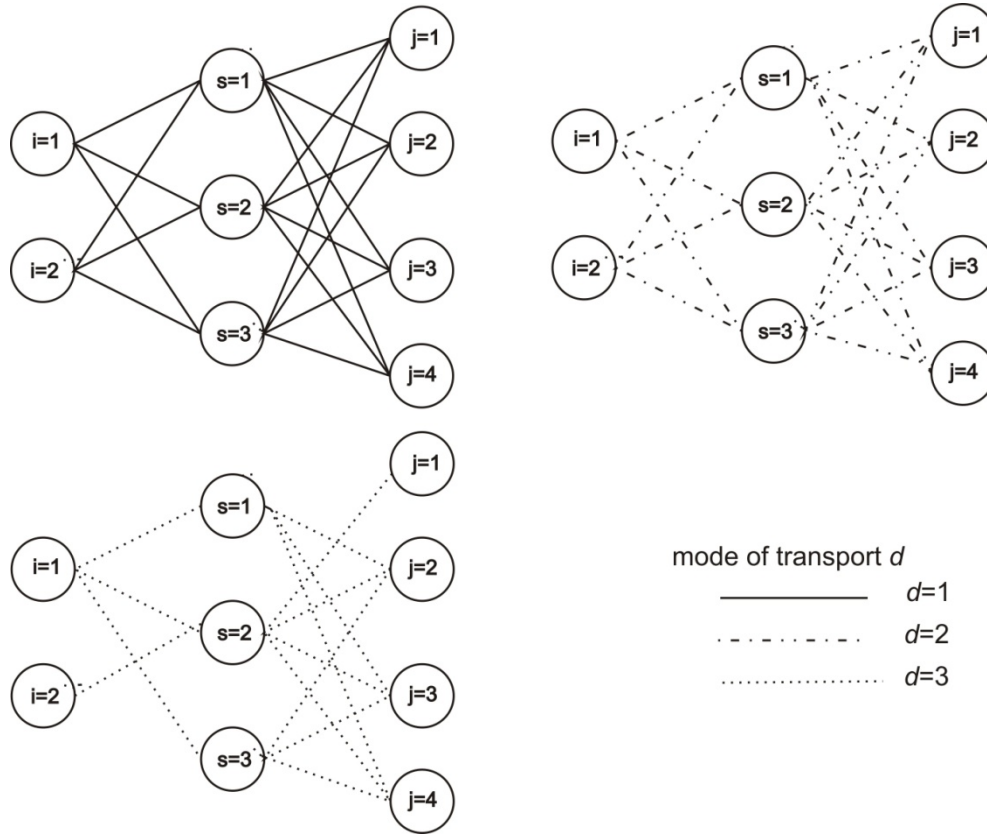 j=1
s=1
i=1
j=2
s=2
i=2
j=3
s=3
j=4
j=1
s=1
i=1
j=2
s=2
i=2
j=3
s=3
j=4
j=1
s=1
i=1
j=2
s=2
i=2
j=3
s=3
j=4
mode of transport d
d=1
d=2
d=3